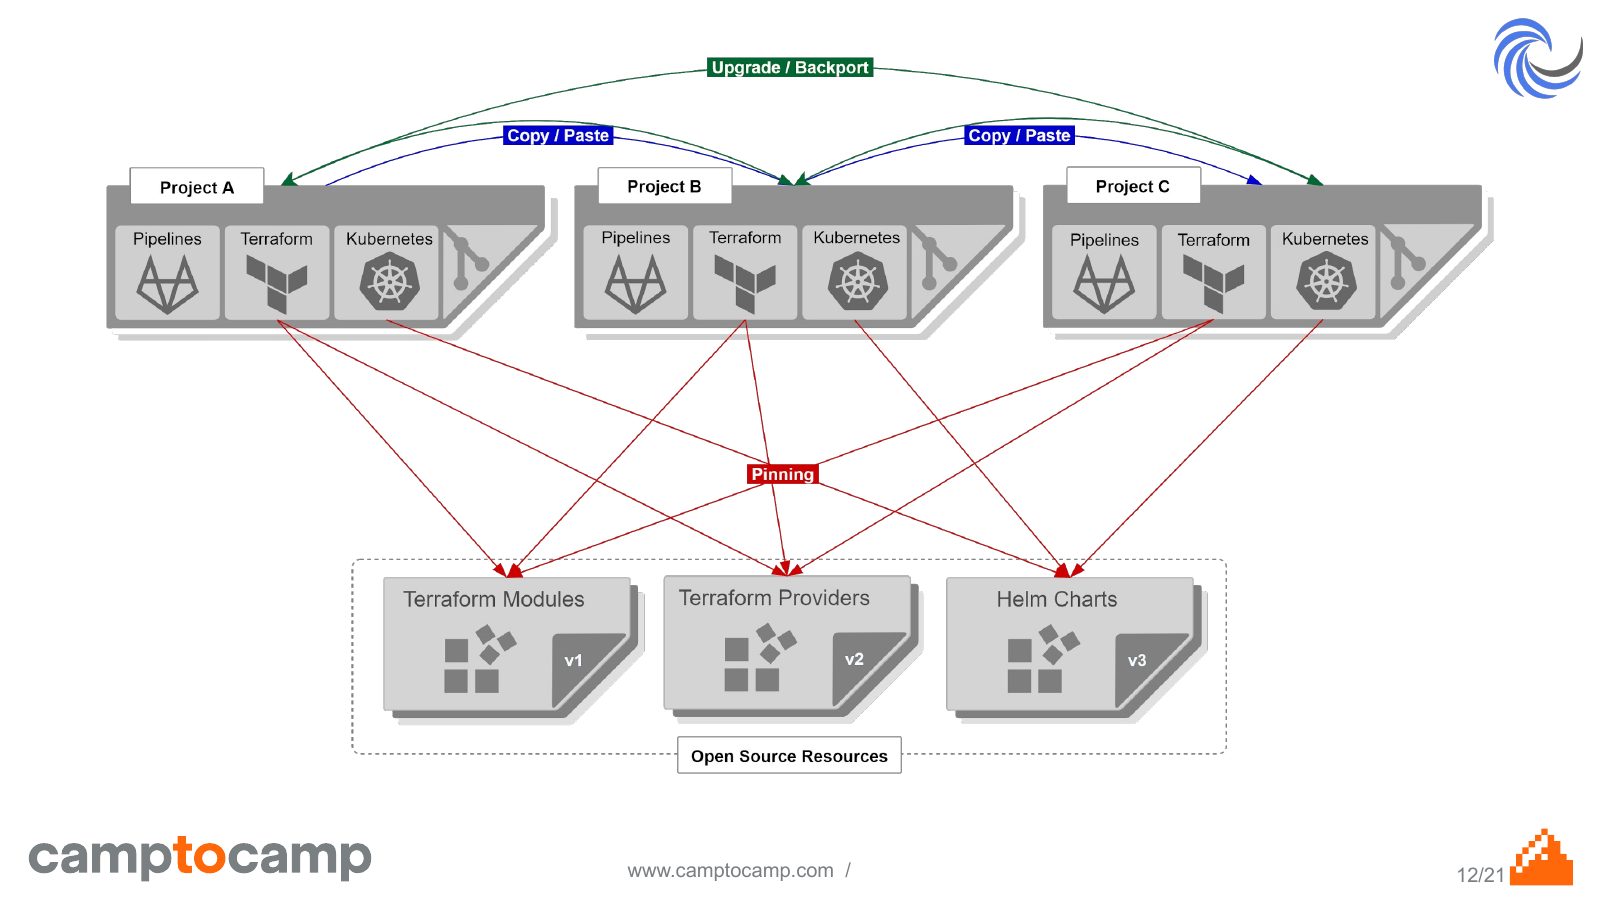 Upgrade / Backport
Copy / Paste
Copy / Paste
Project A
Project B
Project C
Pipelines
Terraform
Kubernetes
Pipelines
Terraform
Kubernetes
Pipelines
Terraform
Kubernetes
Pinning
Terraform Modules
Terraform Providers
Helm Charts
v1
v2
v3
Open Source Resources
camptocamp
www.camptocamp.com /
12/21